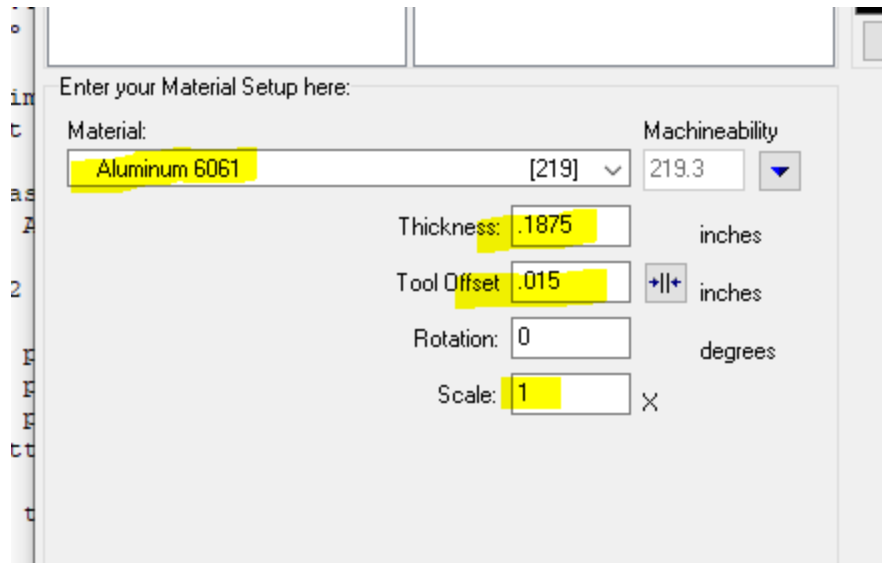 Enter your Material Setup here:
Material:
Machineability
Aluminum 6061 [219]
219.3
Thickness: .1875 inches
Tool Offset .015 inches
Rotation: 0 degrees
Scale: 1 X